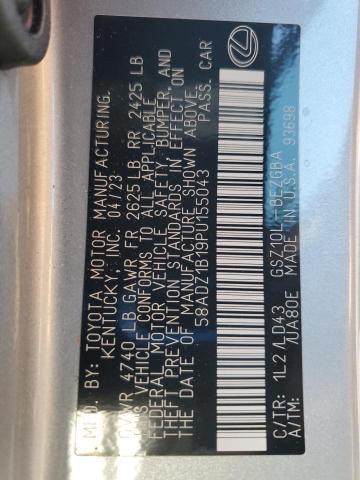 MFD. BY: TOYOTA MOTOR MANUFACTURING,
KENTUCKY, INC. 04/23
GVWR 4740 LB GAWR FR 2625 LB RR 2425 LB
THIS VEHICLE CONFORMS TO ALL APPLICABLE
FEDERAL MOTOR VEHICLE SAFETY, BUMPER, AND
THEFT PREVENTION STANDARDS IN EFFECT ON
THE DATE OF MANUFACTURE SHOWN ABOVE.
58ADZ1B19PU155043 PASS. CAR
C/TR: 1L2 /LD43 GSZ10L- BEZGBA
A/TM: /UA80E MADE IN U.S.A. 93698